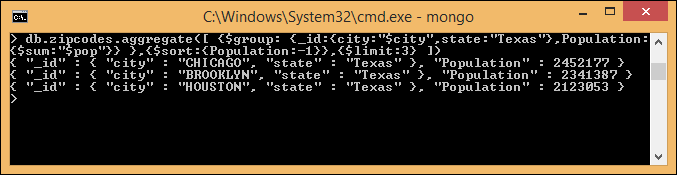 C:\Windows\System32\cmd.exe - mongo
> db.zipcodes.aggregate([ {$group: {_id:{city:"$city",state:"Texas"},Population:
{$sum:"$pop"}} },{$sort:{Population:-1}},{$limit:3} ])
{ "_id" : { "city" : "CHICAGO", "state" : "Texas" }, "Population" : 2452177 }
{ "_id" : { "city" : "BROOKLYN", "state" : "Texas" }, "Population" : 2341387 }
{ "_id" : { "city" : "HOUSTON", "state" : "Texas" }, "Population" : 2123053 }
>